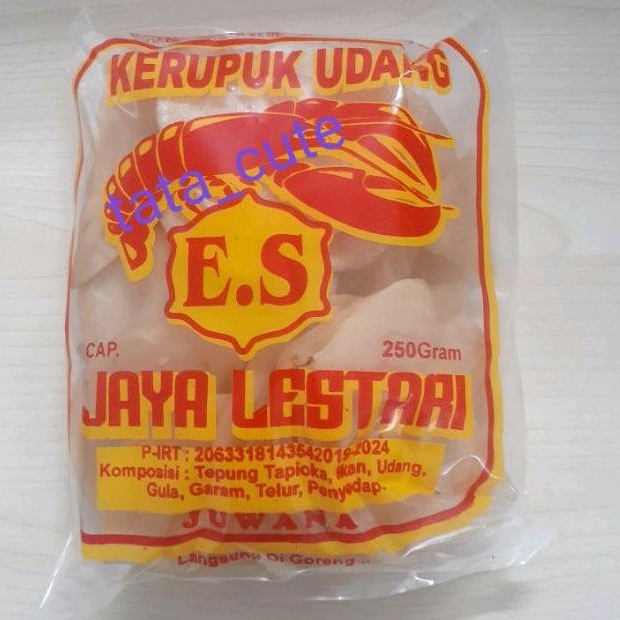 KERUPUK UDANG
tata_cute
E.S
CAP.
250Gram
JAYA LESTARI
P-IRT : 2063318143542019-2024
Komposisi : Tepung Tapioka, Ikan, Udang,
Gula, Garam, Telur, Penyedap.
JUWANA
Langsung Di Goreng ..